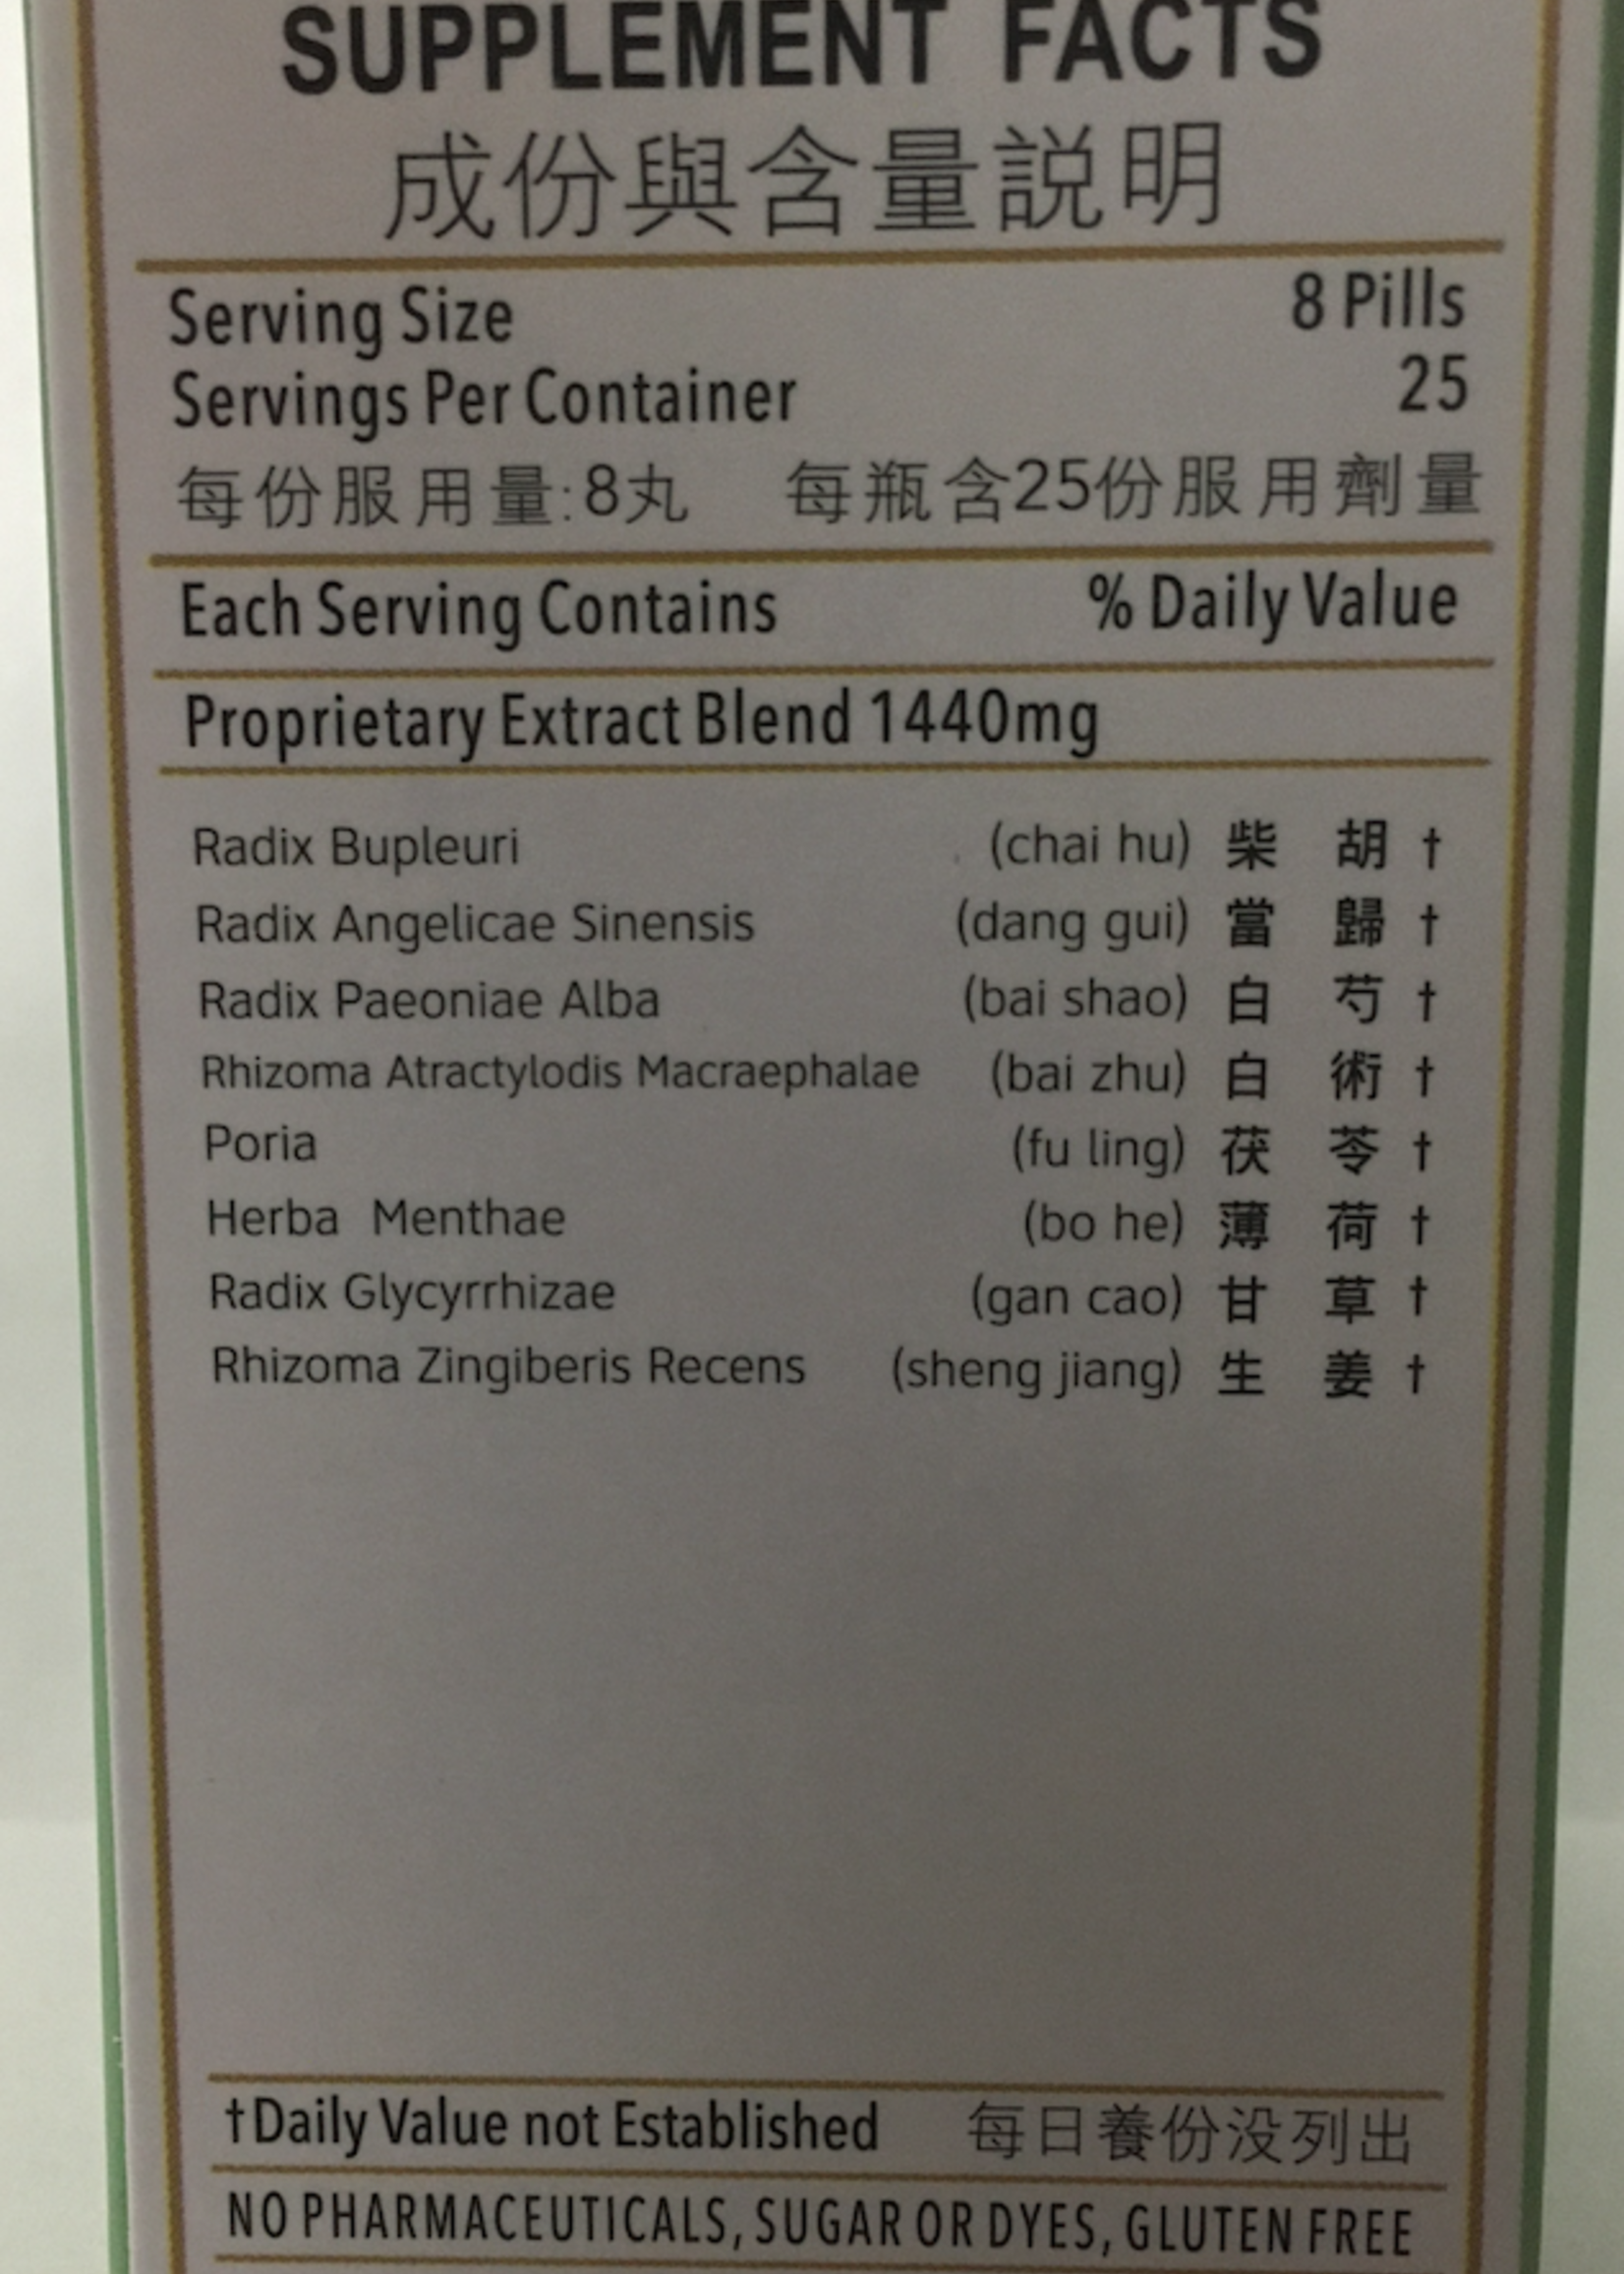 SUPPLEMENT FACTS
成份與含量説明
Serving Size 8 Pills
Servings Per Container 25
每份服用量:8丸 每瓶含25份服用劑量
Each Serving Contains % Daily Value
Proprietary Extract Blend 1440mg
Radix Bupleuri (chai hu) 柴 胡 †
Radix Angelicae Sinensis (dang gui) 當 歸 †
Radix Paeoniae Alba (bai shao) 白 芍 †
Rhizoma Atractylodis Macraephalae (bai zhu) 白 術 †
Poria (fu ling) 茯 苓 †
Herba Menthae (bo he) 薄 荷 †
Radix Glycyrrhizae (gan cao) 甘 草 †
Rhizoma Zingiberis Recens (sheng jiang) 生 姜 †
†Daily Value not Established 每日養份没列出
NO PHARMACEUTICALS, SUGAR OR DYES, GLUTEN FREE